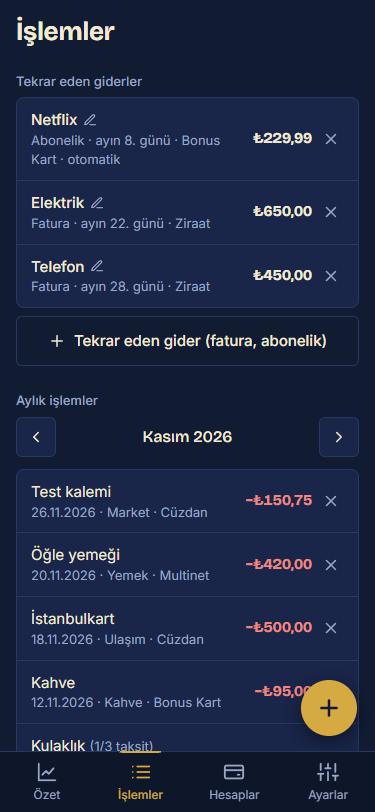 İşlemler
Tekrar eden giderler
Netflix
Abonelik · ayın 8. günü · Bonus
Kart · otomatik
₺229,99
Elektrik
Fatura · ayın 22. günü · Ziraat
₺650,00
Telefon
Fatura · ayın 28. günü · Ziraat
₺450,00
+ Tekrar eden gider (fatura, abonelik)
Aylık işlemler
Kasım 2026
Test kalemi
26.11.2026 · Market · Cüzdan
-₺150,75
Öğle yemeği
20.11.2026 · Yemek · Multinet
-₺420,00
İstanbulkart
18.11.2026 · Ulaşım · Cüzdan
-₺500,00
Kahve
12.11.2026 · Kahve · Bonus Kart
-₺95,00
Kulaklık (1/3 taksit)
Özet
İşlemler
Hesaplar
Ayarlar